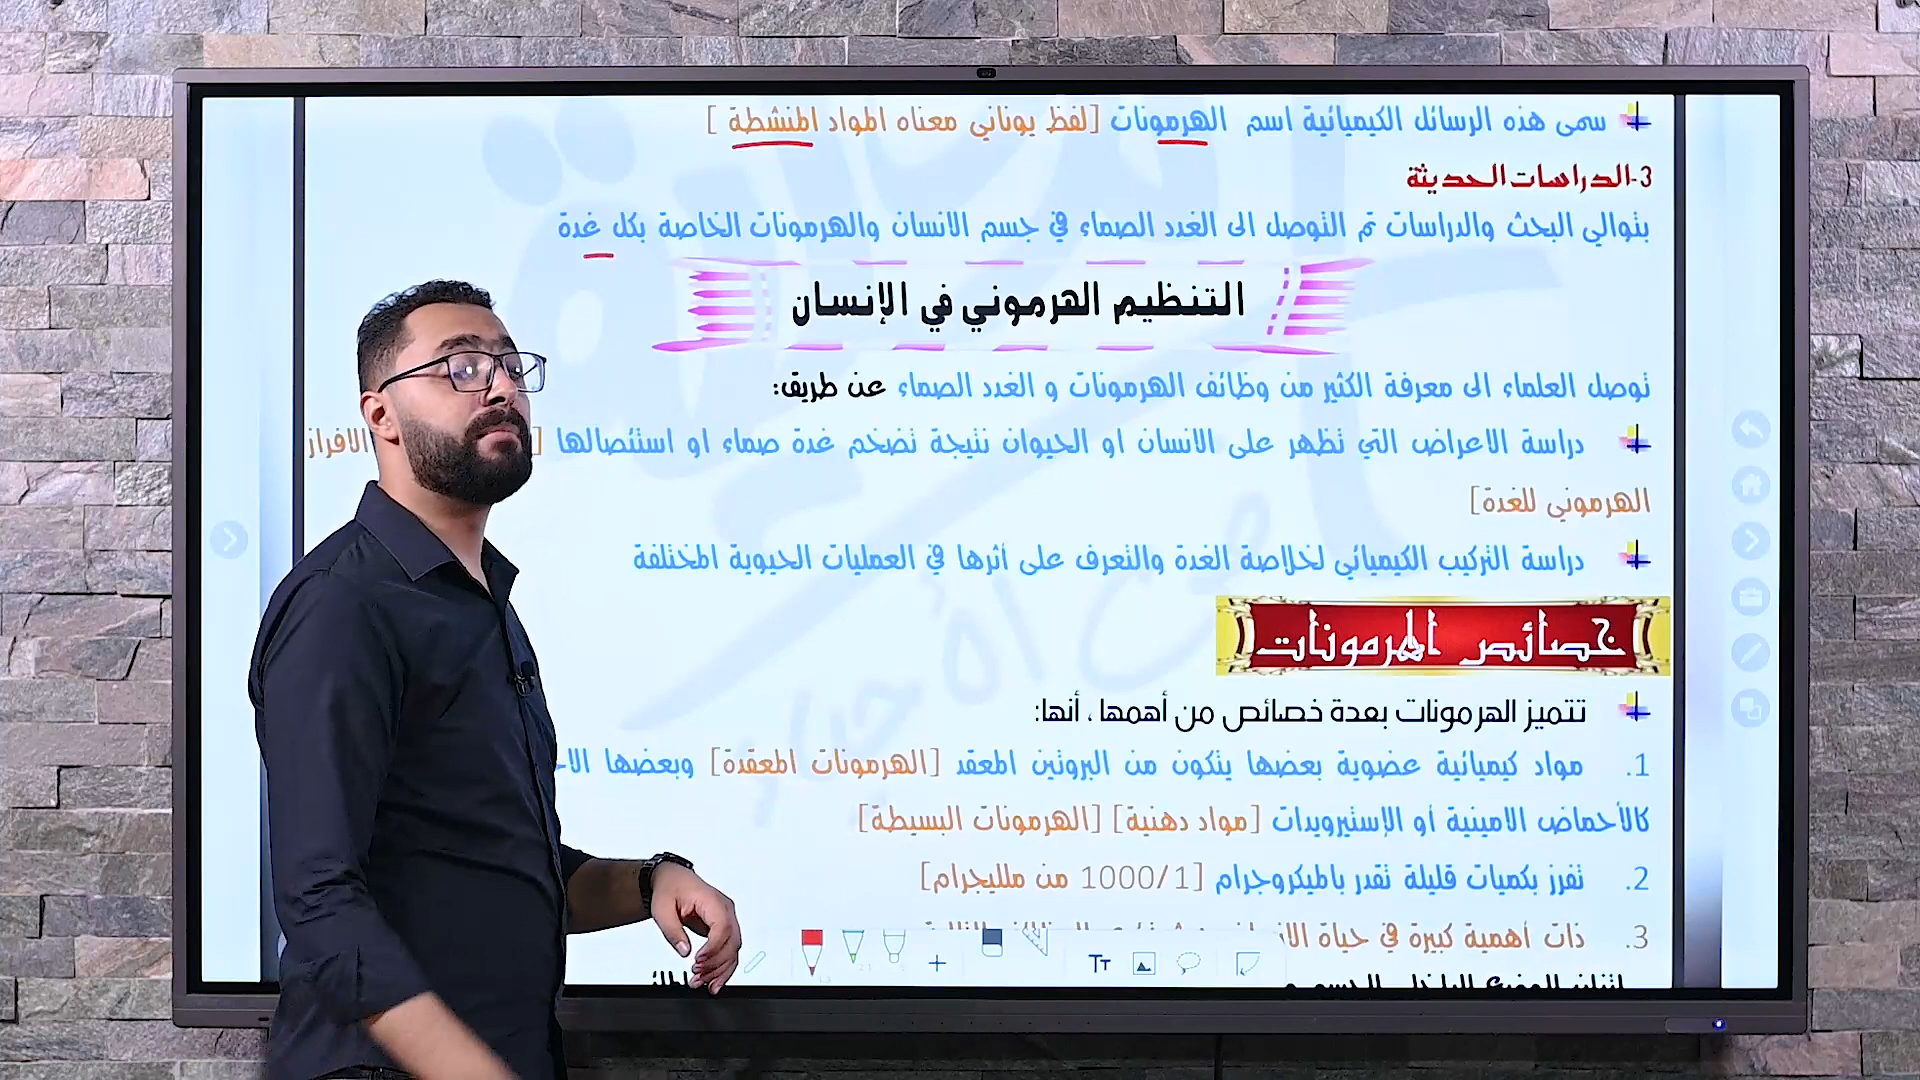 سمى هذه الرسائل الكيميائية اسم الهرمونات [لفظ يوناني معناه المواد المنشطة ]
3-الدراسات الحديثة
بتوالي البحث والدراسات تم التوصل الى الغدد الصماء في جسم الانسان والهرمونات الخاصة بكل غدة
التنظيم الهرموني في الإنسان
توصل العلماء الى معرفة الكثير من وظائف الهرمونات و الغدد الصماء عن طريق:
دراسة الاعراض التي تظهر على الانسان او الحيوان نتيجة تضخم غدة صماء او استئصالها [ الافراز
الهرموني للغدة]
دراسة التركيب الكيميائي لخلاصة الغدة والتعرف على أثرها في العمليات الحيوية المختلفة
خصائص الهرمونات
تتميز الهرمونات بعدة خصائص من أهمها ، أنها:
1. مواد كيميائية عضوية بعضها يتكون من البروتين المعقد [الهرمونات المعقدة] وبعضها
كالأحماض الامينية أو الإستيرويدات [مواد دهنية] [الهرمونات البسيطة]
2. تفرز بكميات قليلة تقدر بالميكروجرام [1000/1 من ملليجرام]
3. ذات أهمية كبيرة في حياة